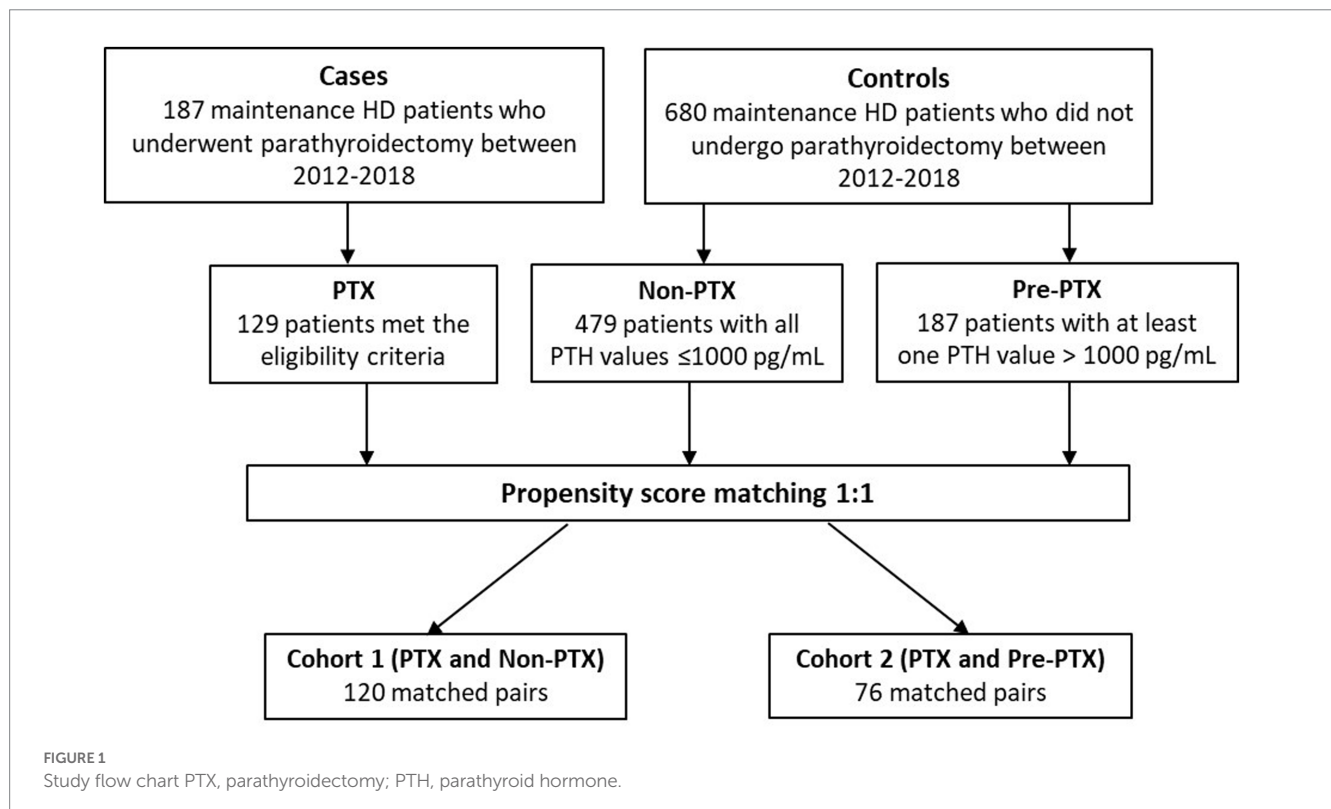 Cases
187 maintenance HD patients who
underwent parathyroidectomy between
2012-2018
Controls
680 maintenance HD patients who did not
undergo parathyroidectomy between
2012-2018
PTX
129 patients met the
eligibility criteria
Non-PTX
479 patients with all
PTH values ≤1000 pg/mL
Pre-PTX
187 patients with at least
one PTH value > 1000 pg/mL
Propensity score matching 1:1
Cohort 1 (PTX and Non-PTX)
120 matched pairs
Cohort 2 (PTX and Pre-PTX)
76 matched pairs
FIGURE 1
Study flow chart PTX, parathyroidectomy; PTH, parathyroid hormone.